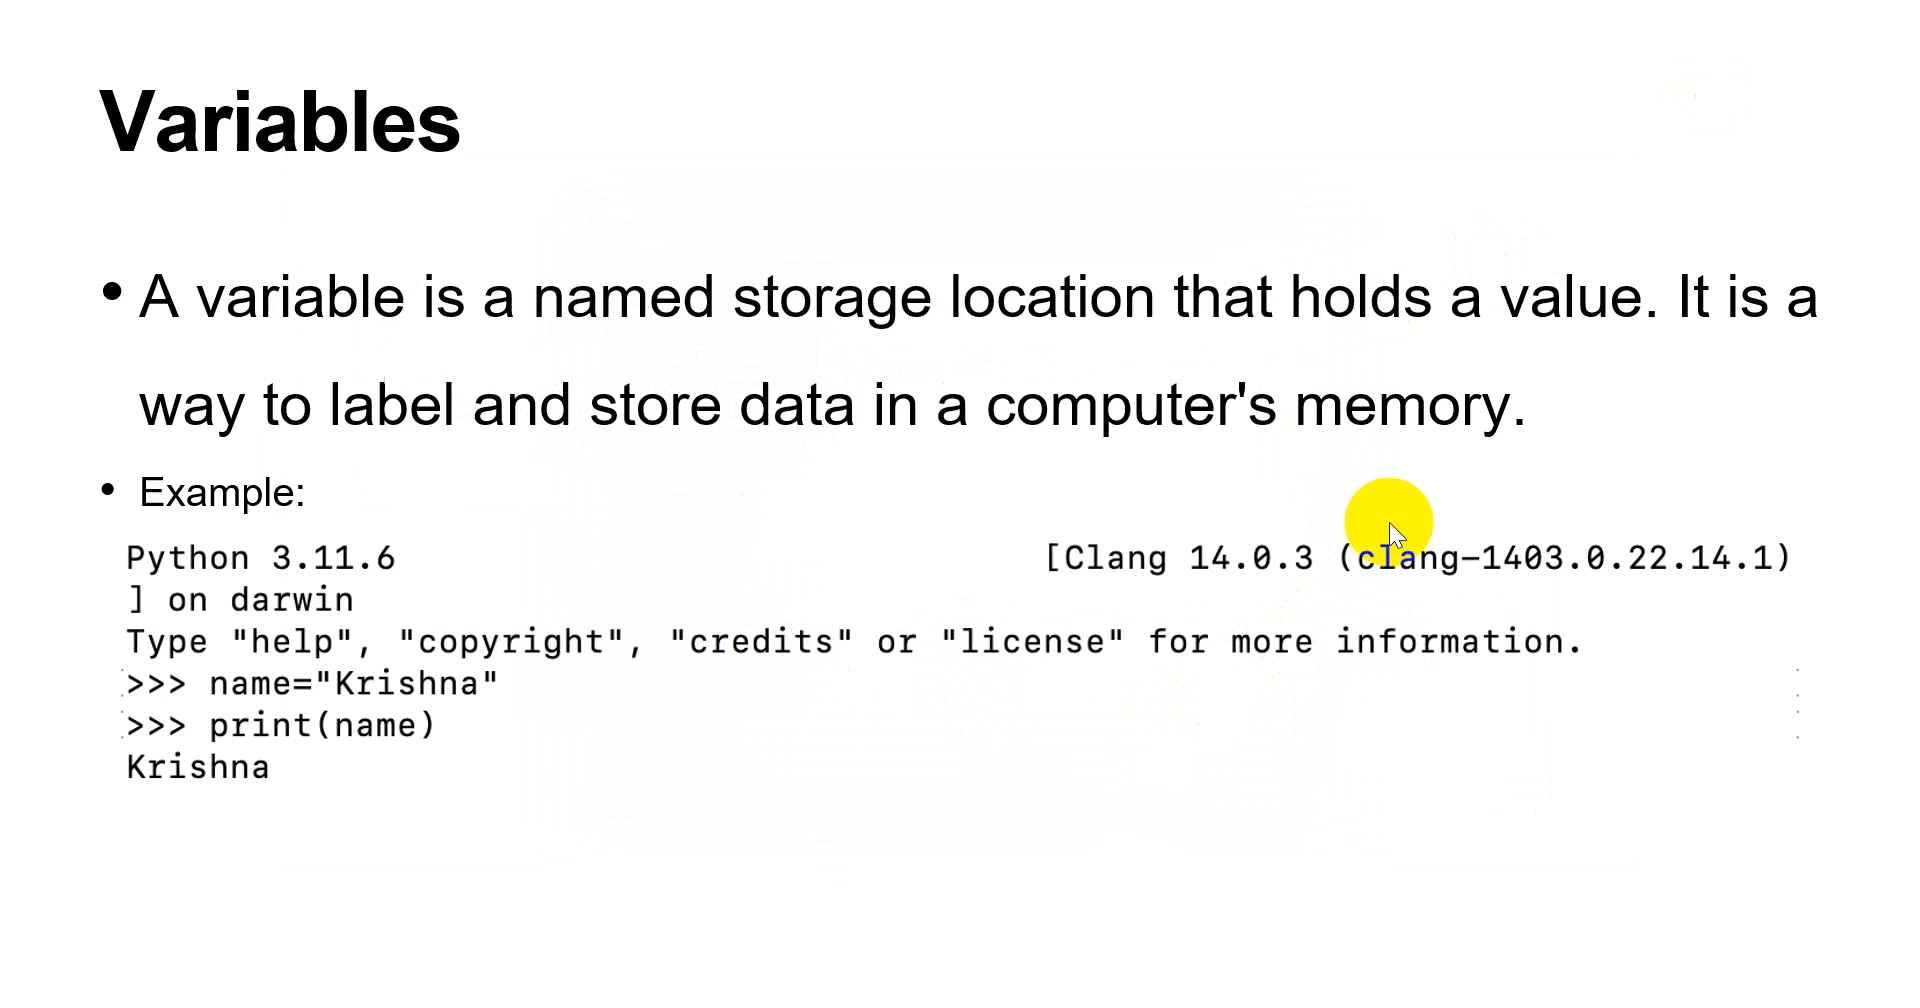 Variables
• A variable is a named storage location that holds a value. It is a
way to label and store data in a computer's memory.
• Example:
Python 3.11.6 [Clang 14.0.3 (clang-1403.0.22.14.1)
] on darwin
Type "help", "copyright", "credits" or "license" for more information.
>>> name="Krishna"
>>> print(name)
Krishna